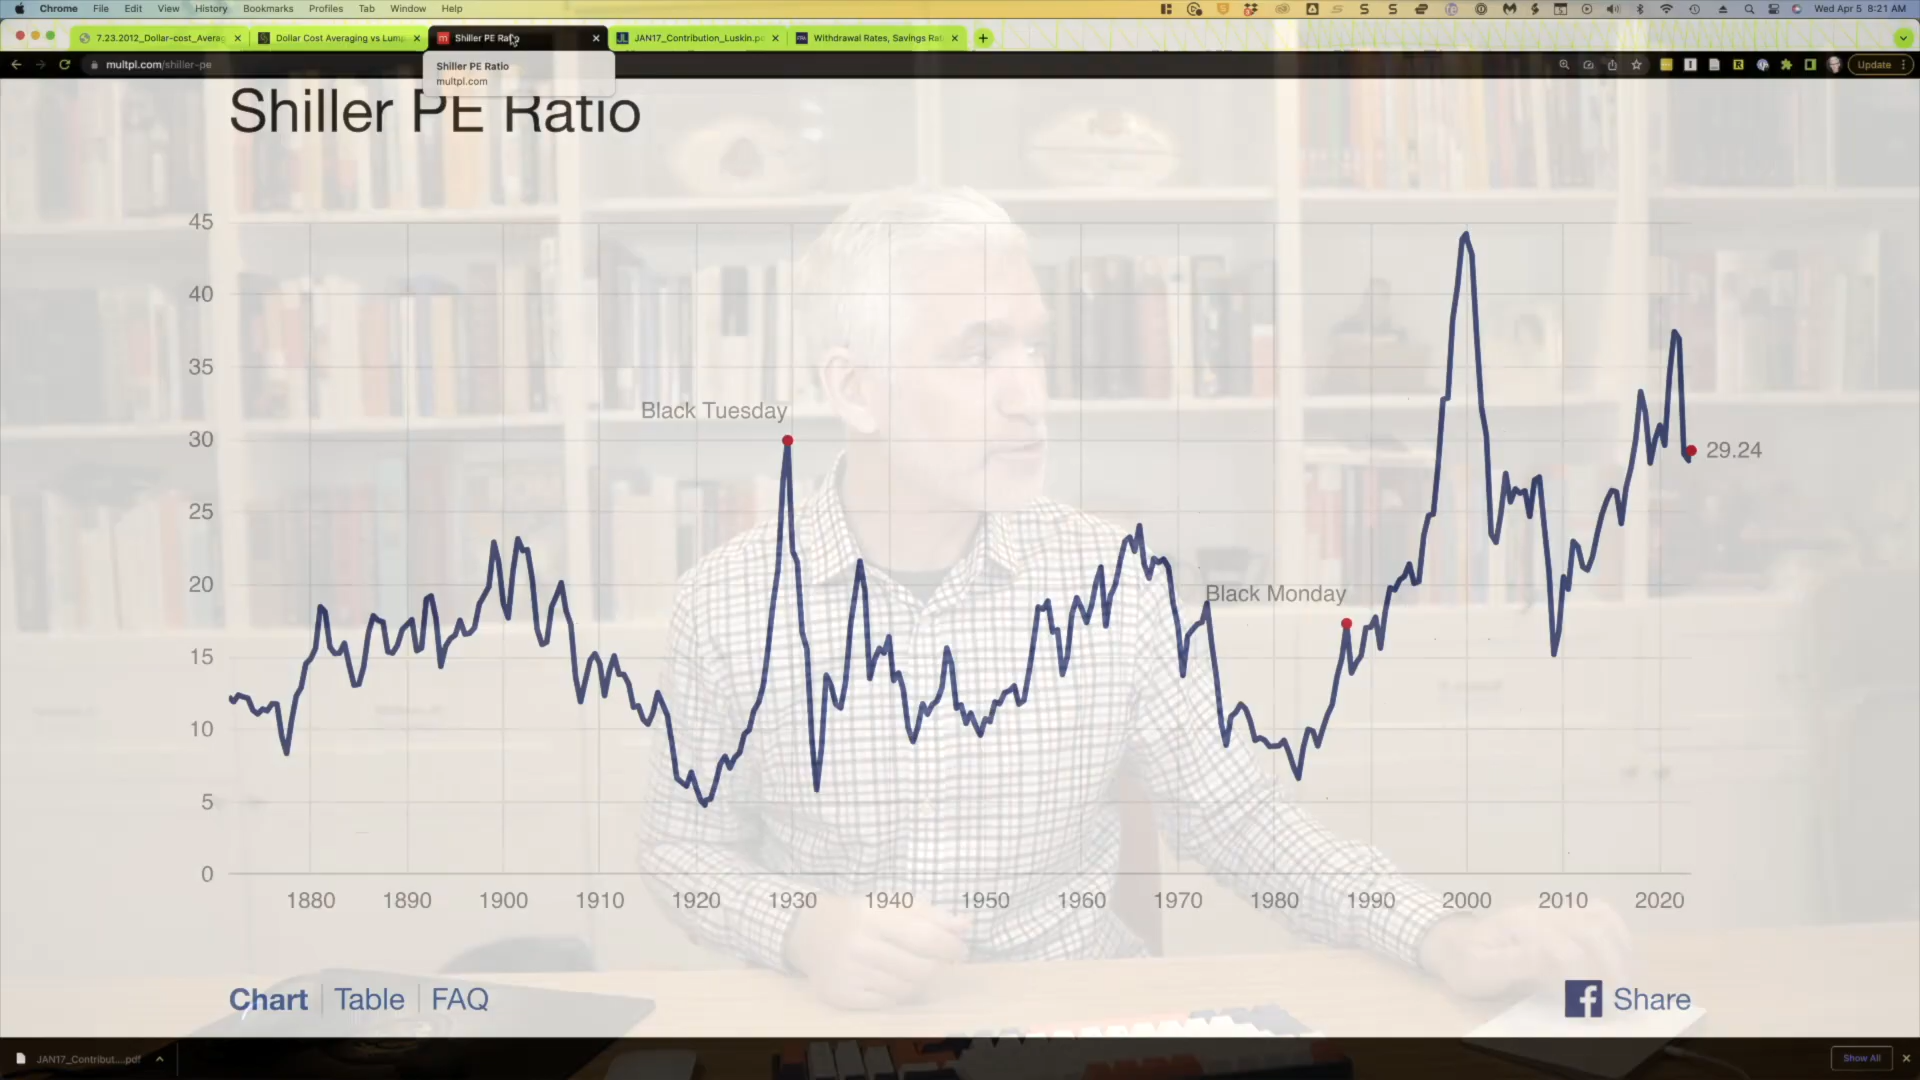 Chrome File Edit View History Bookmarks Profiles Tab Window Help Wed Apr 5 8:21 AM
7.23.2012_Dollar-cost_Averag Dollar Cost Averaging vs Lump Shiller PE Ratio JAN17_Contribution_Luskin.p Withdrawal Rates, Savings Rat
multpl.com/shiller-pe Update
Shiller PE Ratio
multpl.com
Shiller PE Ratio
45
40
35
Black Tuesday
30
29.24
25
20
Black Monday
15
10
5
0
1880 1890 1900 1910 1920 1930 1940 1950 1960 1970 1980 1990 2000 2010 2020
Chart Table FAQ Share
JAN17_Contribut....pdf Show All